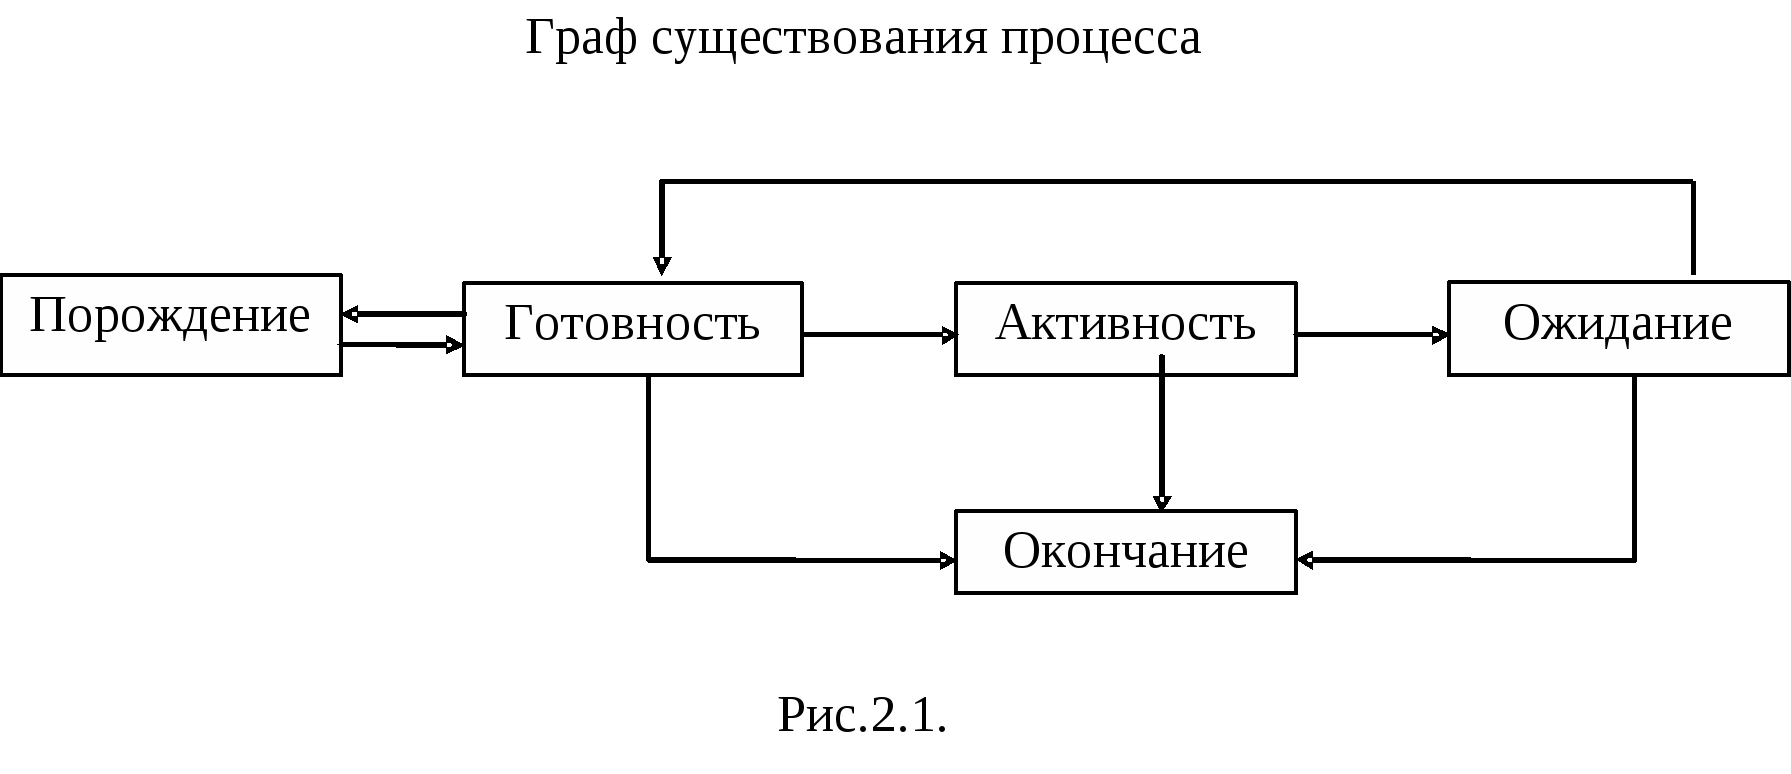 Граф существования процесса
Порождение
Готовность
Активность
Ожидание
Окончание
Рис.2.1.